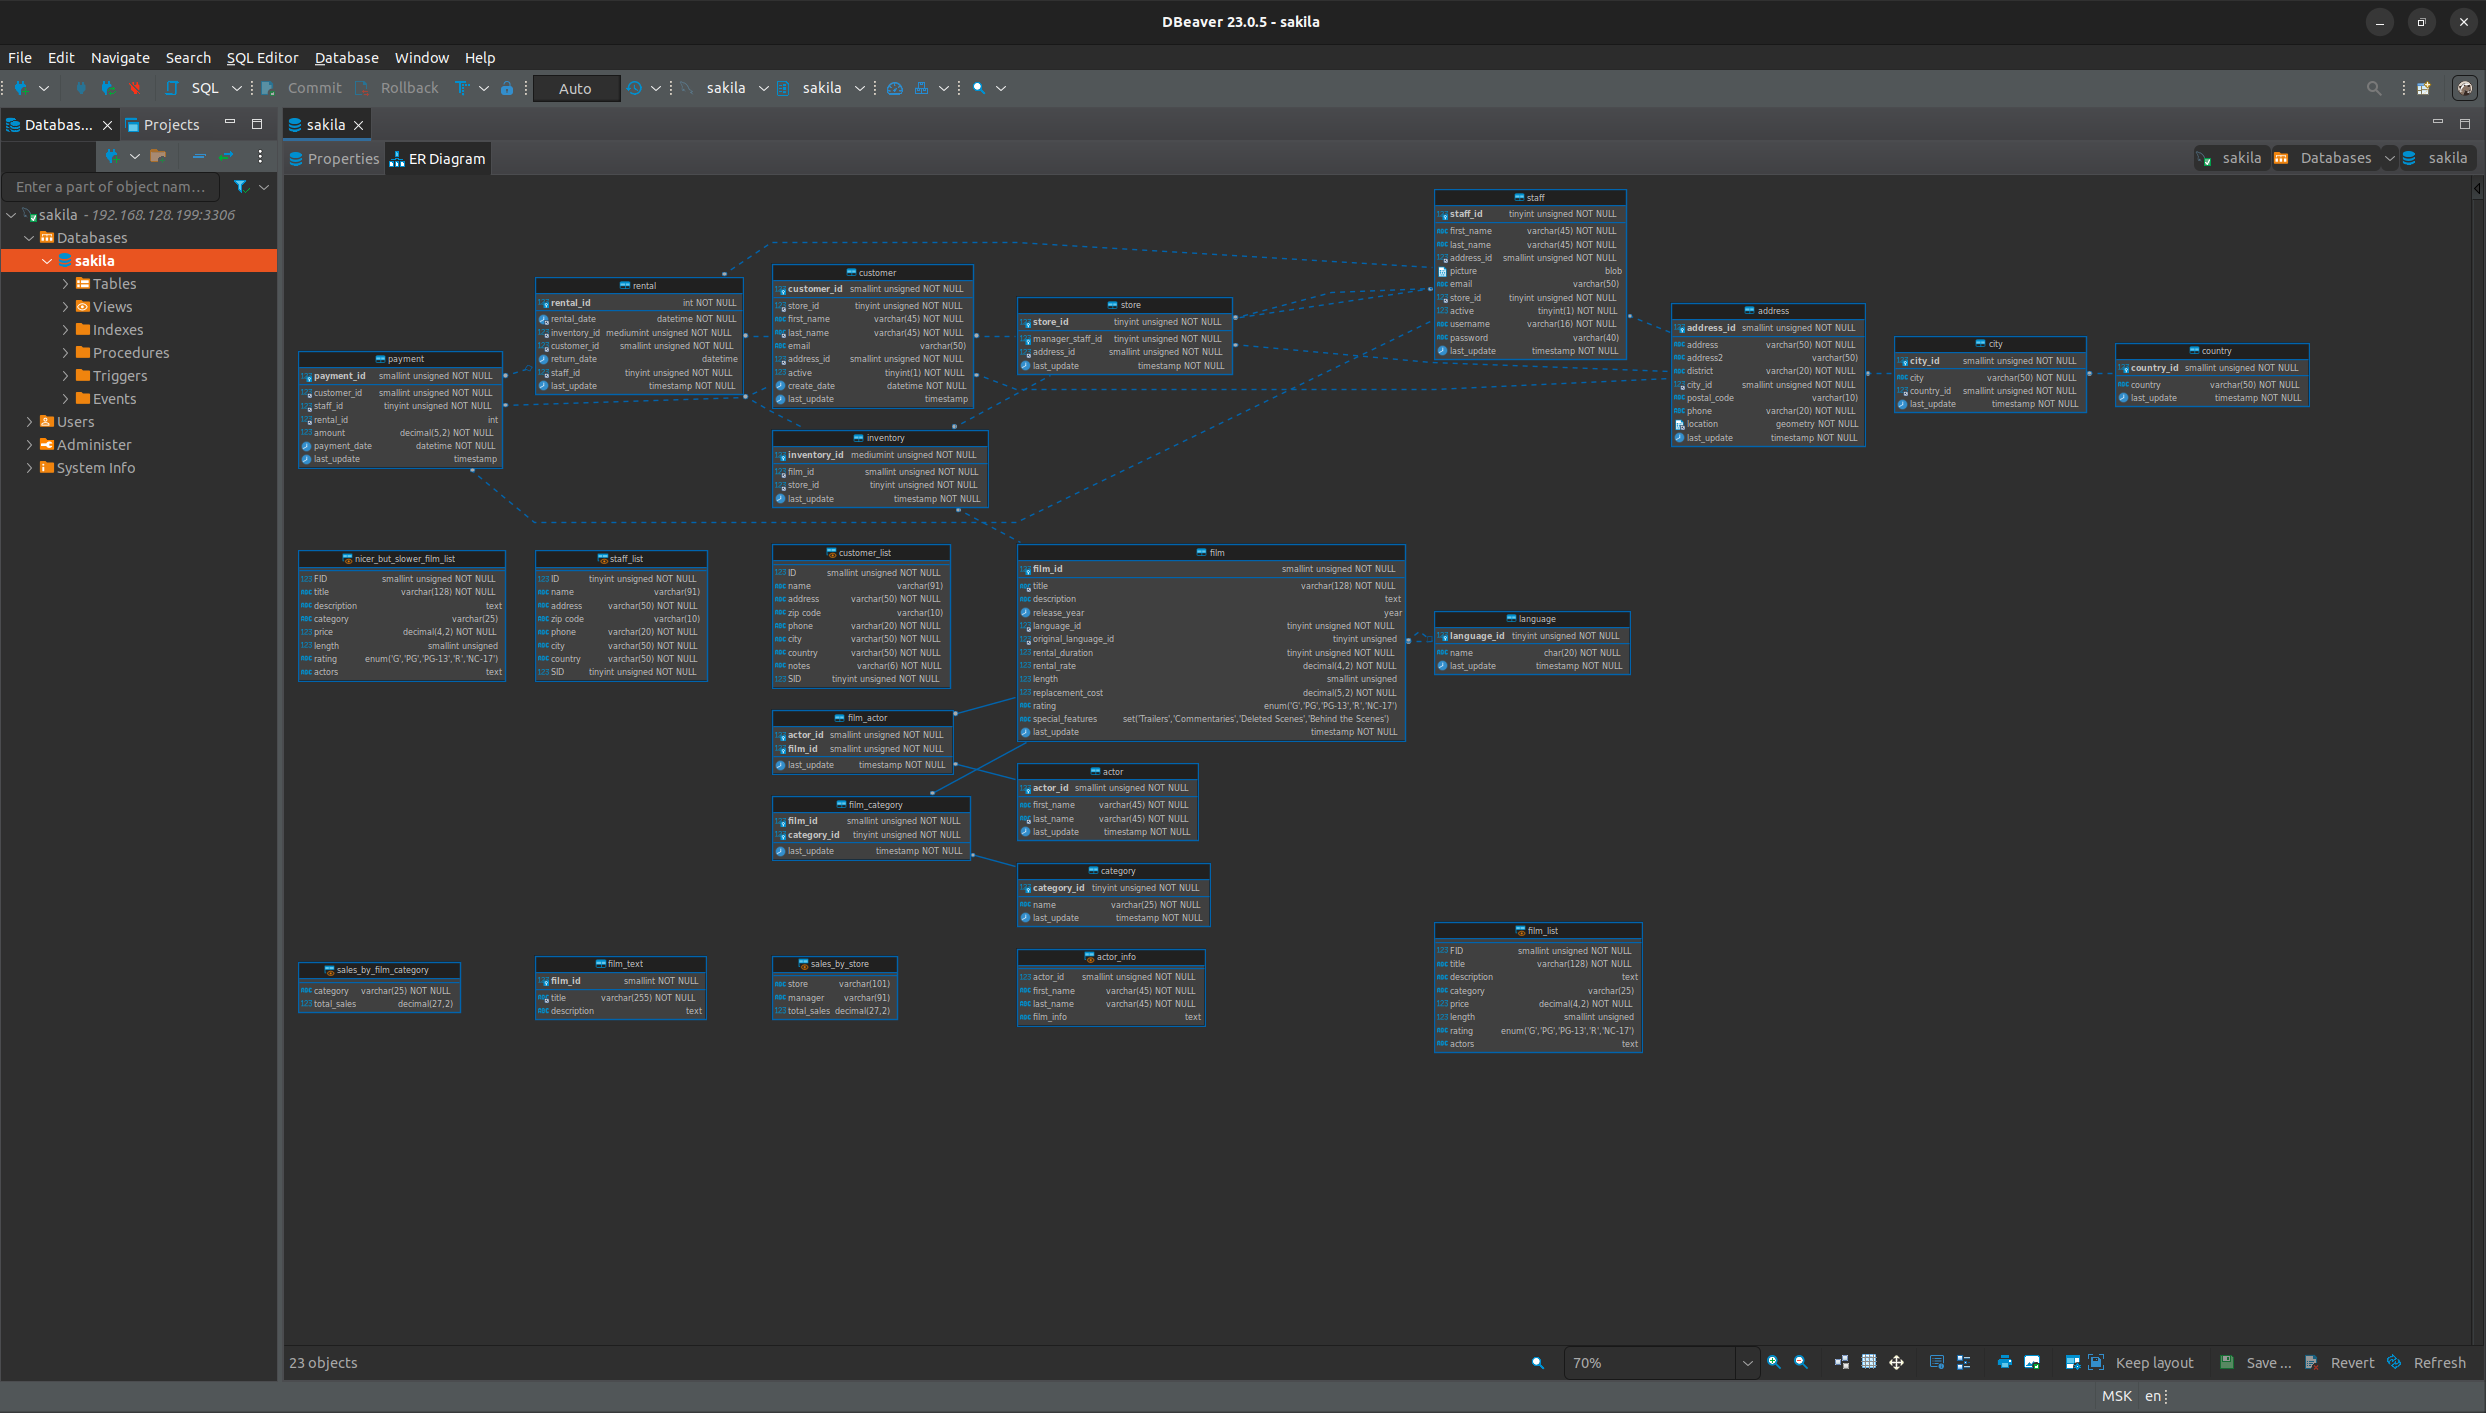 DBeaver 23.0.5 - sakila
File Edit Navigate Search SQL Editor Database Window Help
SQL Commit Rollback Auto sakila sakila
Databas... Projects
sakila
Properties ER Diagram
sakila Databases sakila
Enter a part of object nam...
sakila - 192.168.128.199:3306
Databases
sakila
Tables
Views
Indexes
Procedures
Triggers
Events
Users
Administer
System Info
staff
staff_id tinyint unsigned NOT NULL
first_name varchar(45) NOT NULL
last_name varchar(45) NOT NULL
address_id smallint unsigned NOT NULL
picture blob
email varchar(50)
store_id tinyint unsigned NOT NULL
active tinyint(1) NOT NULL
username varchar(16) NOT NULL
password varchar(40)
last_update timestamp NOT NULL
customer
customer_id smallint unsigned NOT NULL
store_id tinyint unsigned NOT NULL
first_name varchar(45) NOT NULL
last_name varchar(45) NOT NULL
email varchar(50)
address_id smallint unsigned NOT NULL
active tinyint(1) NOT NULL
create_date datetime NOT NULL
last_update timestamp
rental
rental_id int NOT NULL
rental_date datetime NOT NULL
inventory_id mediumint unsigned NOT NULL
customer_id smallint unsigned NOT NULL
return_date datetime
staff_id tinyint unsigned NOT NULL
last_update timestamp NOT NULL
store
store_id tinyint unsigned NOT NULL
manager_staff_id tinyint unsigned NOT NULL
address_id smallint unsigned NOT NULL
last_update timestamp NOT NULL
address
address_id smallint unsigned NOT NULL
address varchar(50) NOT NULL
address2 varchar(50)
district varchar(20) NOT NULL
city_id smallint unsigned NOT NULL
postal_code varchar(10)
phone varchar(20) NOT NULL
location geometry NOT NULL
last_update timestamp NOT NULL
city
city_id smallint unsigned NOT NULL
city varchar(50) NOT NULL
country_id smallint unsigned NOT NULL
last_update timestamp NOT NULL
country
country_id smallint unsigned NOT NULL
country varchar(50) NOT NULL
last_update timestamp NOT NULL
payment
payment_id smallint unsigned NOT NULL
customer_id smallint unsigned NOT NULL
staff_id tinyint unsigned NOT NULL
rental_id int
amount decimal(5,2) NOT NULL
payment_date datetime NOT NULL
last_update timestamp
inventory
inventory_id mediumint unsigned NOT NULL
film_id smallint unsigned NOT NULL
store_id tinyint unsigned NOT NULL
last_update timestamp NOT NULL
nicer_but_slower_film_list
FID smallint unsigned NOT NULL
title varchar(128) NOT NULL
description text
category varchar(25)
price decimal(4,2) NOT NULL
length smallint unsigned
rating enum('G','PG','PG-13','R','NC-17')
actors text
staff_list
ID tinyint unsigned NOT NULL
name varchar(91)
address varchar(50) NOT NULL
zip code varchar(10)
phone varchar(20) NOT NULL
city varchar(50) NOT NULL
country varchar(50) NOT NULL
SID tinyint unsigned NOT NULL
customer_list
ID smallint unsigned NOT NULL
name varchar(91)
address varchar(50) NOT NULL
zip code varchar(10)
phone varchar(20) NOT NULL
city varchar(50) NOT NULL
country varchar(50) NOT NULL
notes varchar(6) NOT NULL
SID tinyint unsigned NOT NULL
film
film_id smallint unsigned NOT NULL
title varchar(128) NOT NULL
description text
release_year year
language_id tinyint unsigned NOT NULL
original_language_id tinyint unsigned
rental_duration tinyint unsigned NOT NULL
rental_rate decimal(4,2) NOT NULL
length smallint unsigned
replacement_cost decimal(5,2) NOT NULL
rating enum('G','PG','PG-13','R','NC-17')
special_features set('Trailers','Commentaries','Deleted Scenes','Behind the Scenes')
last_update timestamp NOT NULL
language
language_id tinyint unsigned NOT NULL
name char(20) NOT NULL
last_update timestamp NOT NULL
film_actor
actor_id smallint unsigned NOT NULL
film_id smallint unsigned NOT NULL
last_update timestamp NOT NULL
actor
actor_id smallint unsigned NOT NULL
first_name varchar(45) NOT NULL
last_name varchar(45) NOT NULL
last_update timestamp NOT NULL
film_category
film_id smallint unsigned NOT NULL
category_id tinyint unsigned NOT NULL
last_update timestamp NOT NULL
category
category_id tinyint unsigned NOT NULL
name varchar(25) NOT NULL
last_update timestamp NOT NULL
sales_by_film_category
category varchar(25) NOT NULL
total_sales decimal(27,2)
film_text
film_id smallint NOT NULL
title varchar(255) NOT NULL
description text
sales_by_store
store varchar(101)
manager varchar(91)
total_sales decimal(27,2)
actor_info
actor_id smallint unsigned NOT NULL
first_name varchar(45) NOT NULL
last_name varchar(45) NOT NULL
film_info text
film_list
FID smallint unsigned NOT NULL
title varchar(128) NOT NULL
description text
category varchar(25)
price decimal(4,2) NOT NULL
length smallint unsigned
rating enum('G','PG','PG-13','R','NC-17')
actors text
23 objects 70% Keep layout Save ... Revert Refresh
MSK en